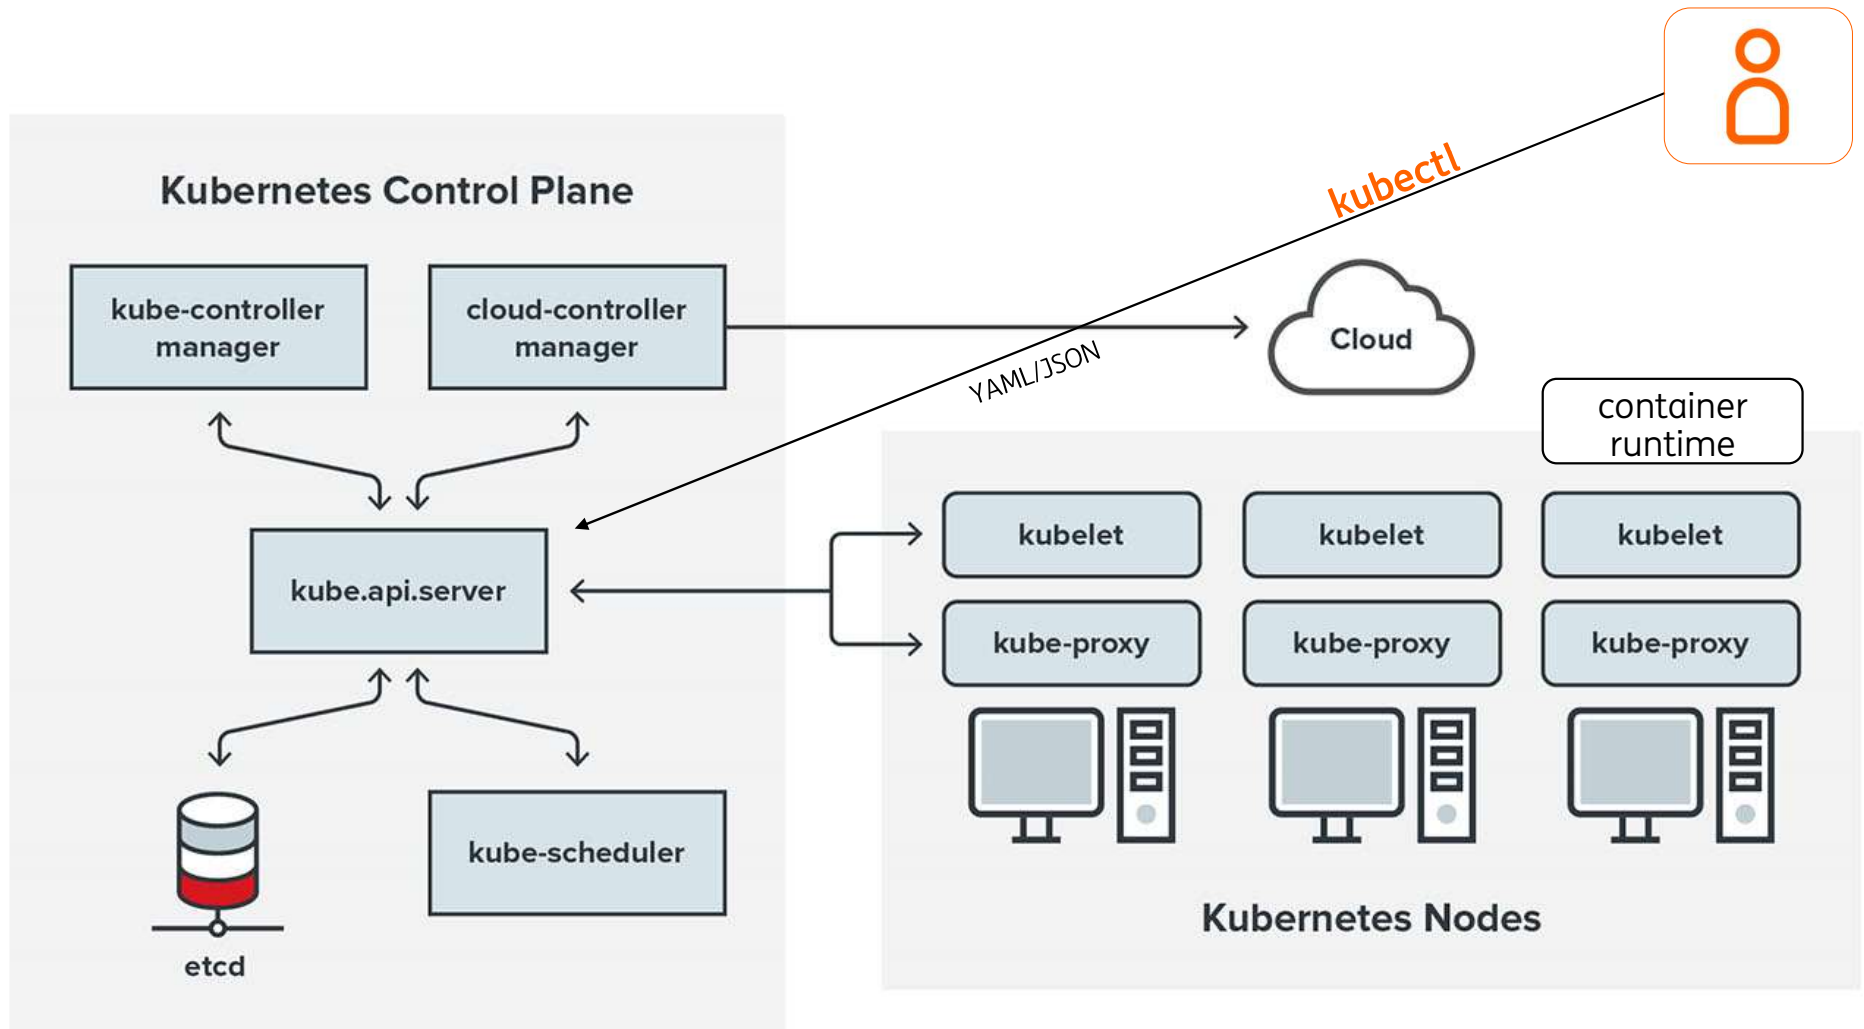 kubectl
Kubernetes Control Plane
kube-controller
manager
cloud-controller
manager
Cloud
YAML/JSON
container
runtime
kubelet
kubelet
kubelet
kube.api.server
kube-proxy
kube-proxy
kube-proxy
kube-scheduler
etcd
Kubernetes Nodes